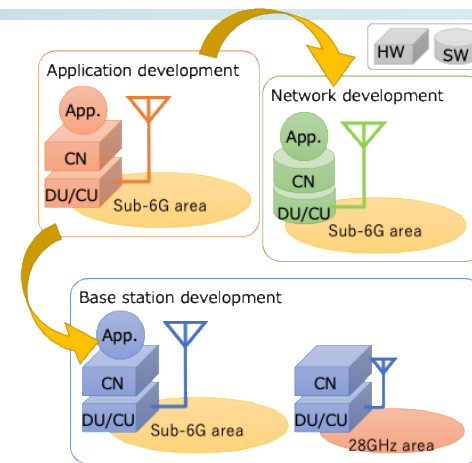 HW
SW
Application development
App.
CN
DU/CU
Sub-6G area
Network development
App.
CN
DU/CU
Sub-6G area
Base station development
App.
CN
DU/CU
Sub-6G area
CN
DU/CU
28GHz area